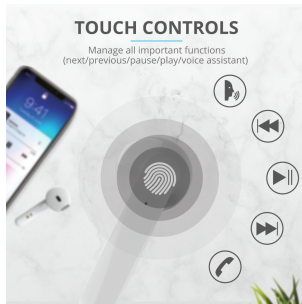 TOUCH CONTROLS
Manage all important functions
(next/previous/pause/play/voice assistant)
9:41